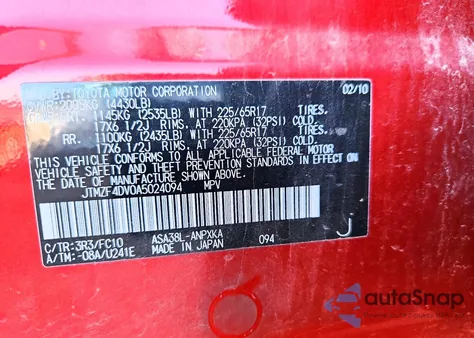 BY:TOYOTA MOTOR CORPORATION 02/10
GVWR:2005KG (4430LB)
1145KG (2535LB) WITH 225/65R17 TIRES,
17X6 1/2J RIMS, AT 220KPA (32PSI) COLD.
RR. 1100KG (2435LB) WITH 225/65R17 TIRES,
17X6 1/2J RIMS, AT 220KPA (32PSI) COLD.
THIS VEHICLE CONFORMS TO ALL APPLICABLE FEDERAL MOTOR
VEHICLE SAFETY AND THEFT PREVENTION STANDARDS IN
EFFECT ON THE DATE OF MANUFACTURE SHOWN ABOVE.
JTMZF4DV0A5024094 MPV
C/TR:3R3/FC10 ASA38L-ANPXKA 094 J
A/TM:-08A/U241E MADE IN JAPAN
autoSnap